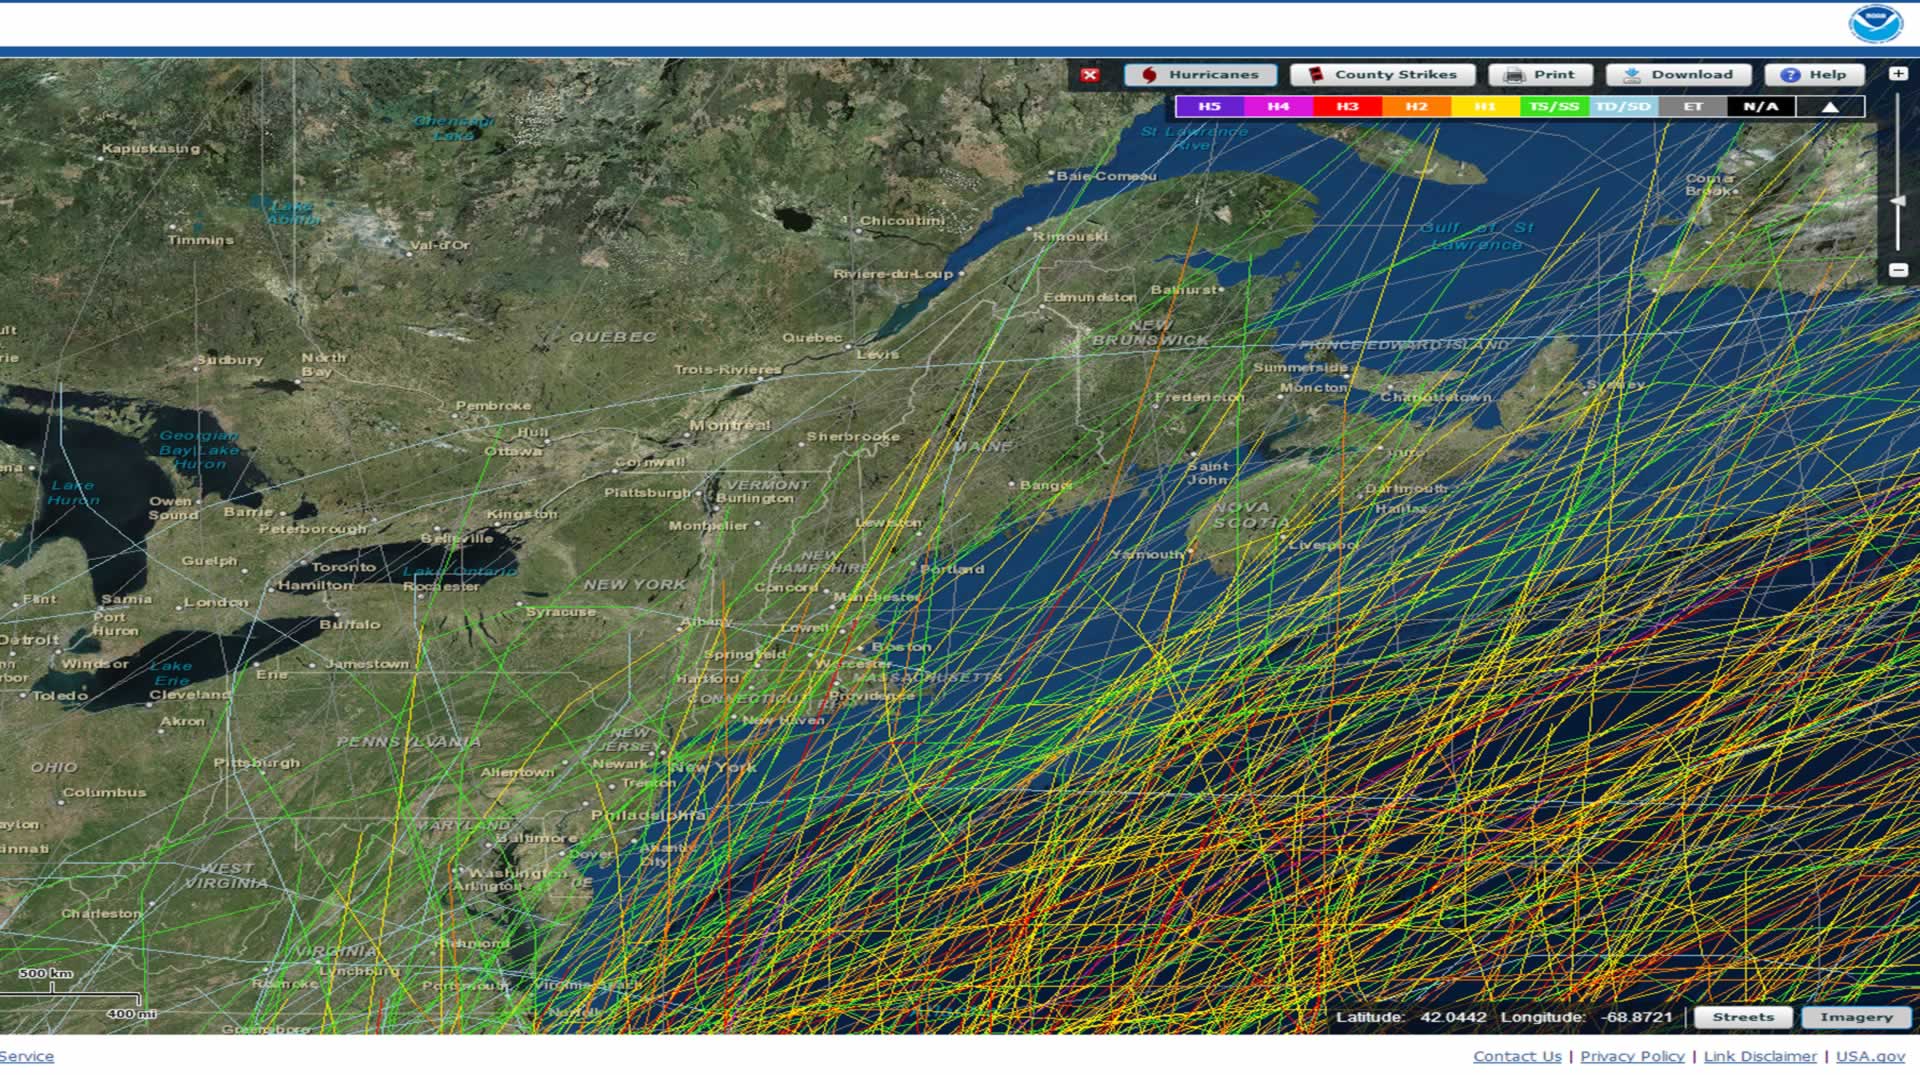 NOAA
Hurricanes
County Strikes
Print
Download
Help
H5
H4
H3
H2
H1
TS/SS
TD/SD
ET
N/A
Kapuskasing
Lake
St Lawrence
Baie-Comeau
Corner
Brook
Lake
Abitibi
Timmins
Val-d'Or
Chicoutimi
Rimouski
Gulf of St
Lawrence
Riviere-du-Loup
Edmundston
Bathurst
QUEBEC
Québec
Levis
NEW
BRUNSWICK
PRINCE EDWARD ISLAND
Sudbury
North
Bay
Trois-Rivieres
Summerside
Moncton
Charlottetown
Sydney
Fredericton
Pembroke
Hull
Ottawa
Montréal
Sherbrooke
MAINE
Georgian
Bay|Lake
Huron
Cornwall
Saint
John
Lake
Huron
Plattsburgh
VERMONT
Burlington
Bangor
Dartmouth
Halifax
Owen
Sound
Barrie
Peterborough
Kingston
Belleville
Montpelier
Lewiston
NOVA
SCOTIA
Liverpool
Yarmouth
Guelph
Toronto
Hamilton
Lake Ontario
Rochester
NEW YORK
NEW
HAMPSHIRE
Concord
Manchester
Portland
Flint
Sarnia
Port
Huron
London
Syracuse
Buffalo
Albany
Lowell
Boston
Detroit
Windsor
Lake
Erie
Erie
Jamestown
Springfield
Worcester
Hartford
MASSACHUSETTS
CONNECTICUT
Providence
Toledo
Cleveland
Akron
New Haven
PENNSYLVANIA
NEW
JERSEY
OHIO
Pittsburgh
Allentown
Newark
New York
Trenton
Columbus
Philadelphia
MARYLAND
Baltimore
Dover
Atlantic
City
WEST
VIRGINIA
Washington
Arlington
DE
Charleston
VIRGINIA
Richmond
Lynchburg
Roanoke
Portsmouth
Virginia Beach
Norfolk
Greensboro
500 km
400 mi
Latitude: 42.0442 Longitude: -68.8721
Streets
Imagery
Service
Contact Us | Privacy Policy | Link Disclaimer | USA.gov